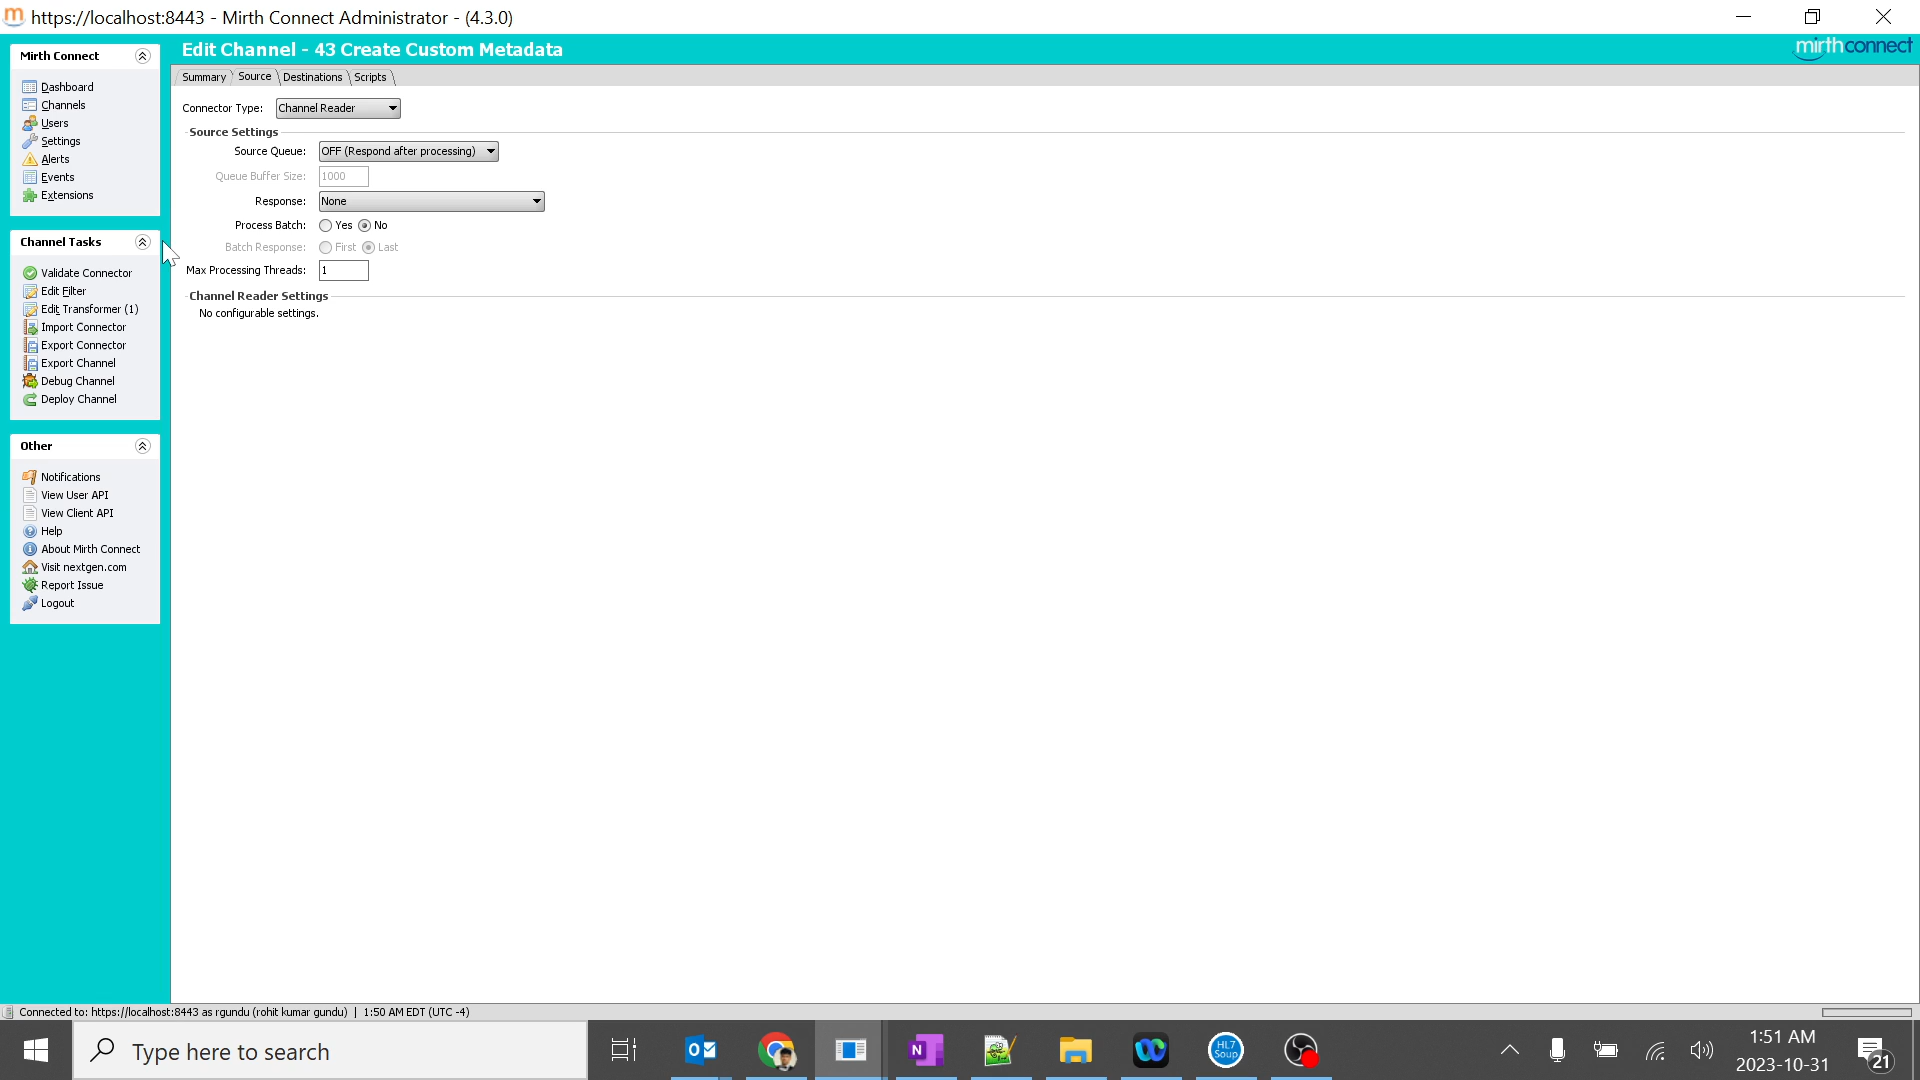 https://localhost:8443 - Mirth Connect Administrator - (4.3.0)
Mirth Connect
Edit Channel - 43 Create Custom Metadata
mirthconnect
Summary Source Destinations Scripts
Dashboard
Channels
Users
Settings
Alerts
Events
Extensions
Connector Type: Channel Reader
Source Settings
Source Queue: OFF (Respond after processing)
Queue Buffer Size: 1000
Response: None
Process Batch: Yes No
Batch Response: First Last
Max Processing Threads: 1
Channel Reader Settings
No configurable settings.
Channel Tasks
Validate Connector
Edit Filter
Edit Transformer (1)
Import Connector
Export Connector
Export Channel
Debug Channel
Deploy Channel
Other
Notifications
View User API
View Client API
Help
About Mirth Connect
Visit nextgen.com
Report Issue
Logout
Connected to: https://localhost:8443 as rgundu (rohit kumar gundu) | 1:50 AM EDT (UTC -4)
Type here to search
HL7
Soup
1:51 AM
2023-10-31
21